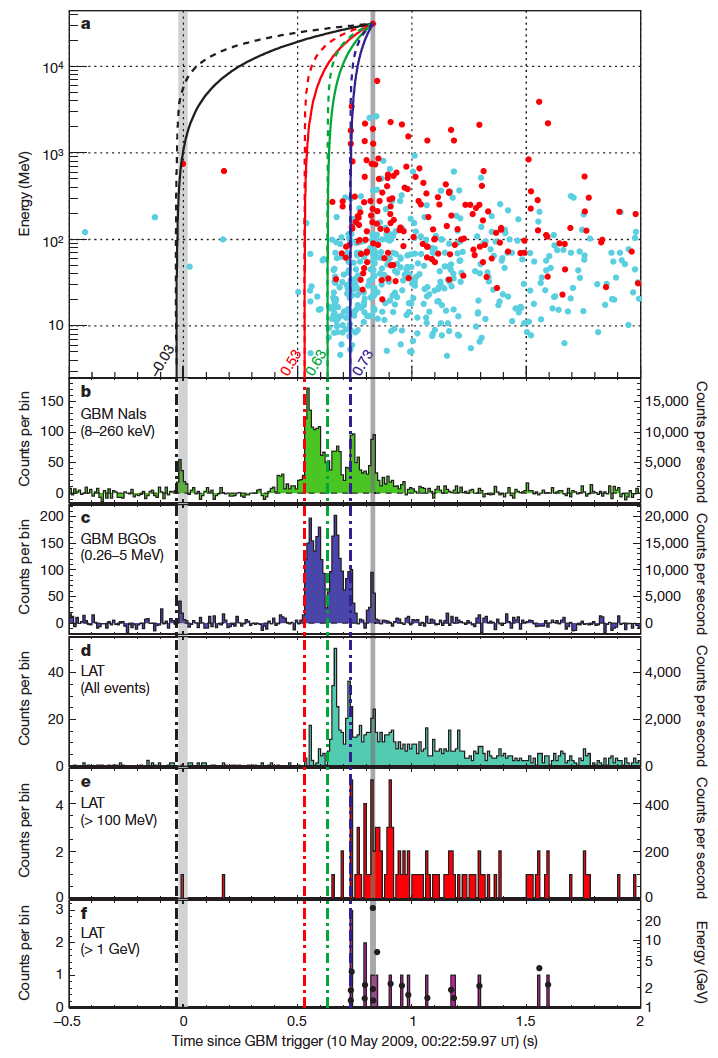 a
Energy (MeV)
10⁴
10³
10²
10
–0.03
0.53
0.63
0.73
b
GBM NaIs
(8–260 keV)
Counts per bin
150
100
50
0
15,000
10,000
5,000
0
Counts per second
c
GBM BGOs
(0.26–5 MeV)
Counts per bin
200
150
100
50
0
20,000
15,000
10,000
5,000
0
Counts per second
d
LAT
(All events)
Counts per bin
40
20
0
4,000
2,000
0
Counts per second
e
LAT
(> 100 MeV)
Counts per bin
4
2
0
400
200
0
Counts per second
f
LAT
(> 1 GeV)
Counts per bin
3
2
1
0
20
10
5
2
1
Energy (GeV)
–0.5 0 0.5 1 1.5 2
Time since GBM trigger (10 May 2009, 00:22:59.97 UT) (s)